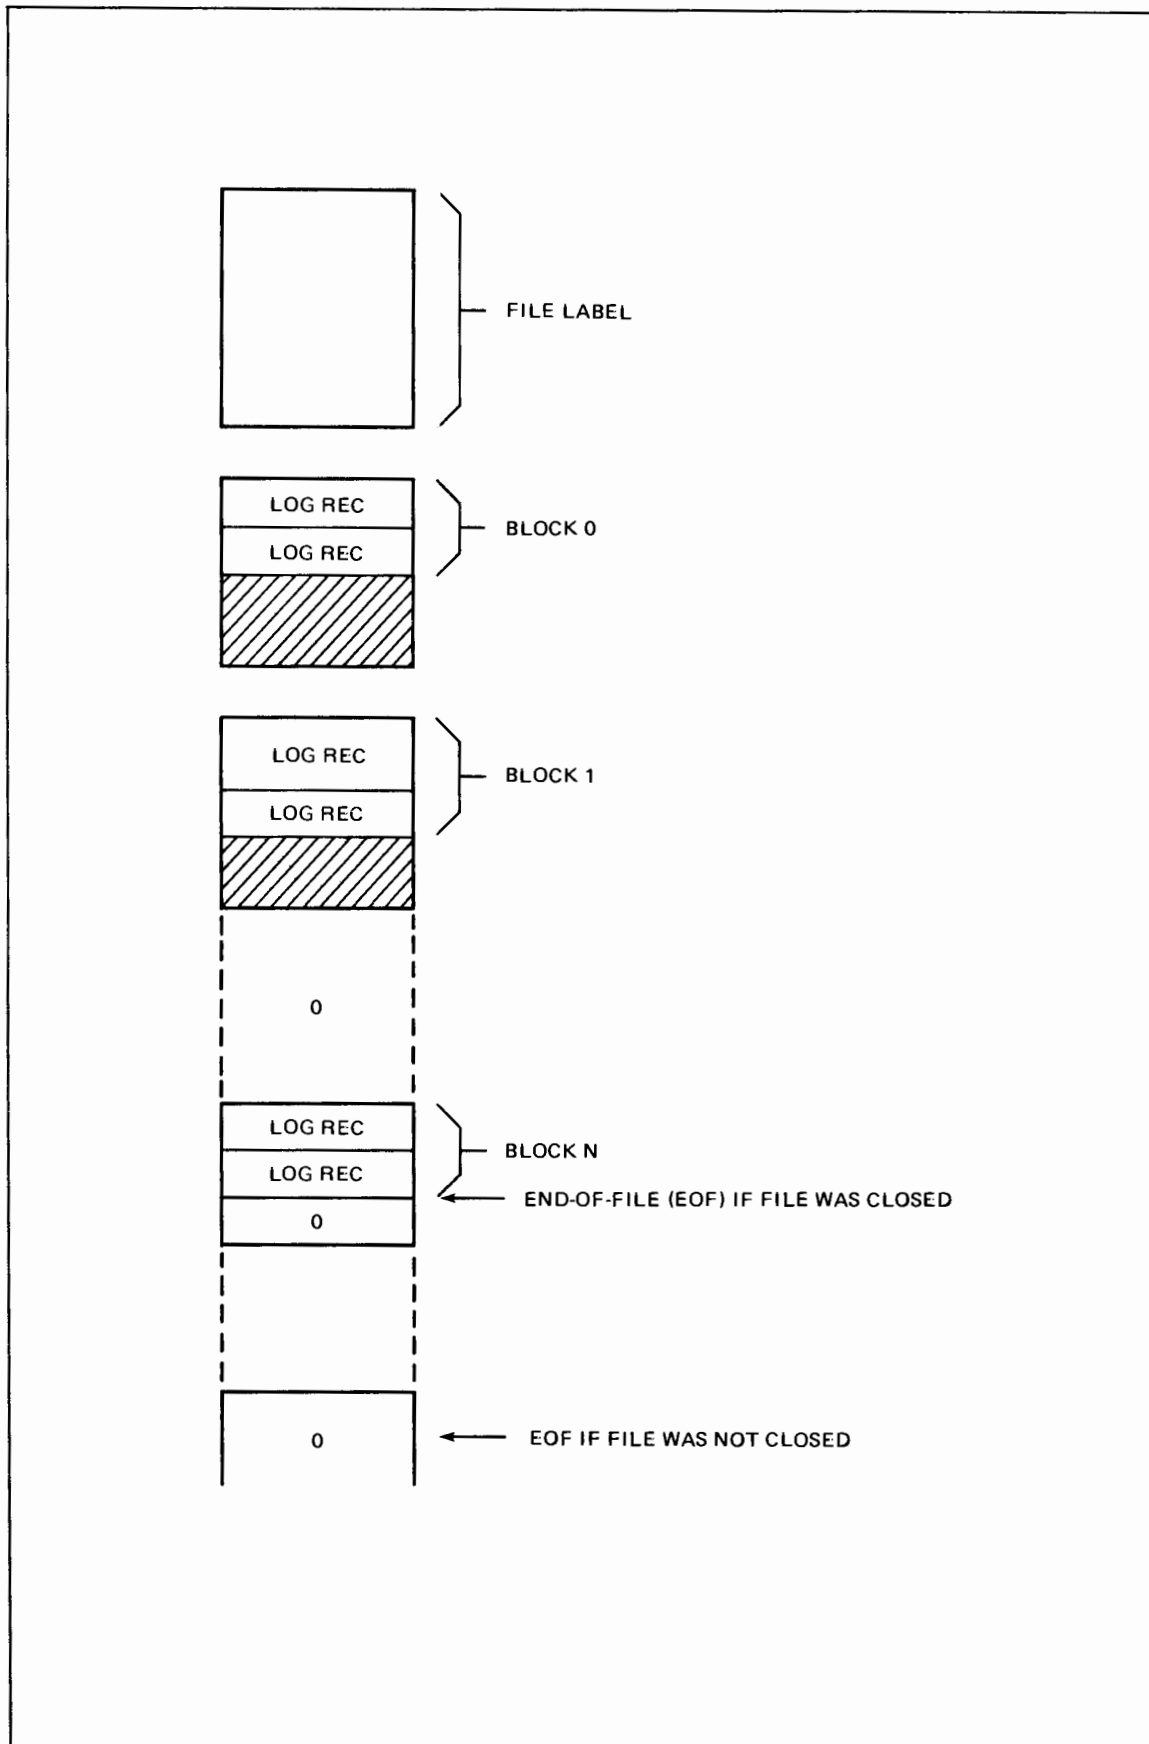 FILE LABEL
LOG REC
BLOCK 0
LOG REC
LOG REC
BLOCK 1
LOG REC
0
LOG REC
BLOCK N
LOG REC
END-OF-FILE (EOF) IF FILE WAS CLOSED
0
0
EOF IF FILE WAS NOT CLOSED